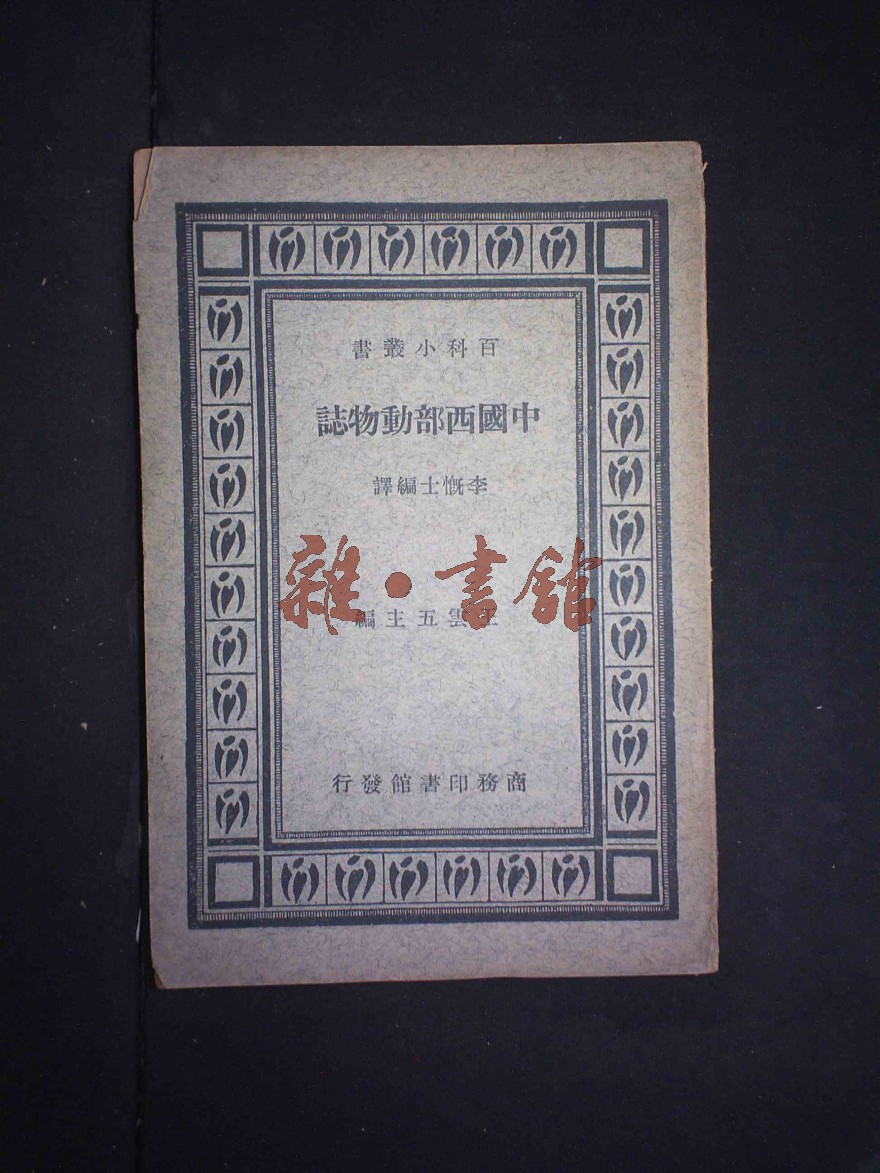 百科小叢書
中國西部動物誌
李慨士編譯
雜·書館
王雲五主編
商務印書館發行